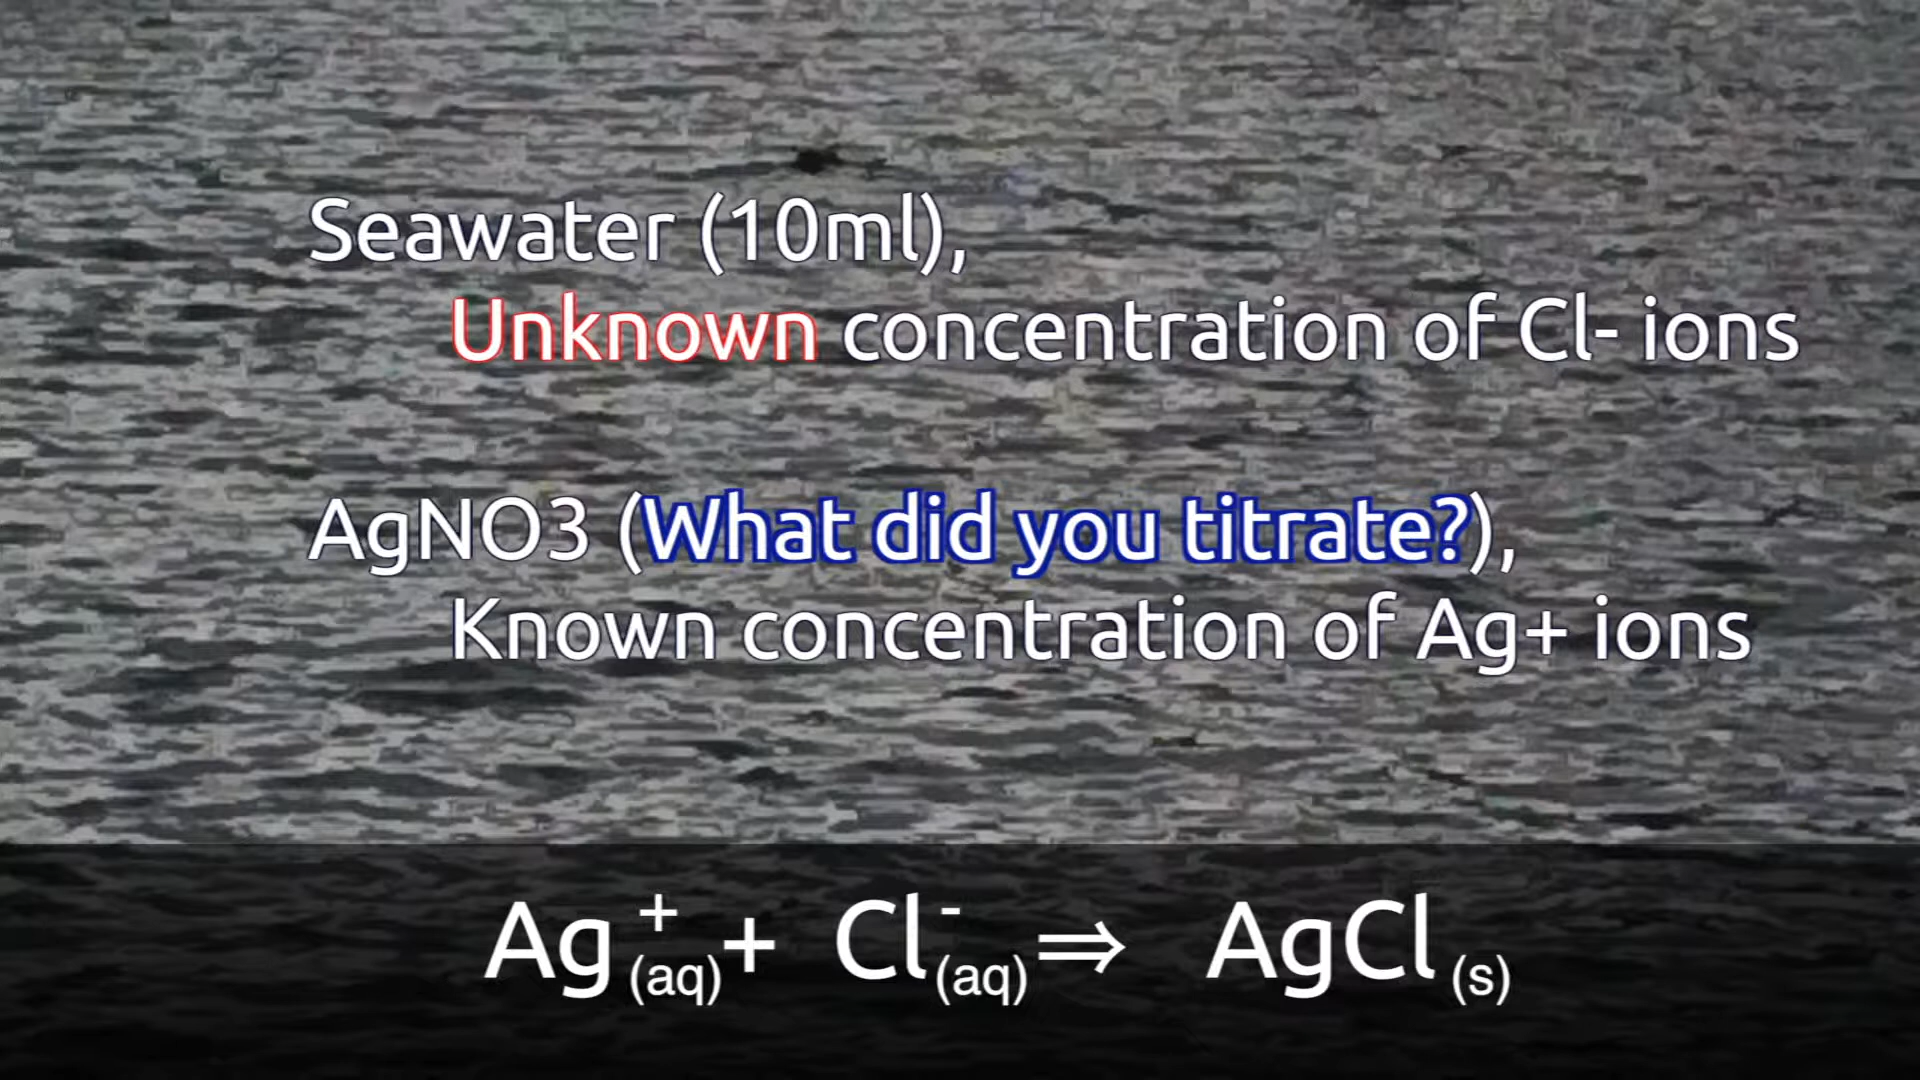 Seawater (10ml),
Unknown concentration of Cl- ions
AgNO3 (What did you titrate?),
Known concentration of Ag+ ions
Ag⁺(aq) + Cl⁻(aq) ⇒ AgCl(s)